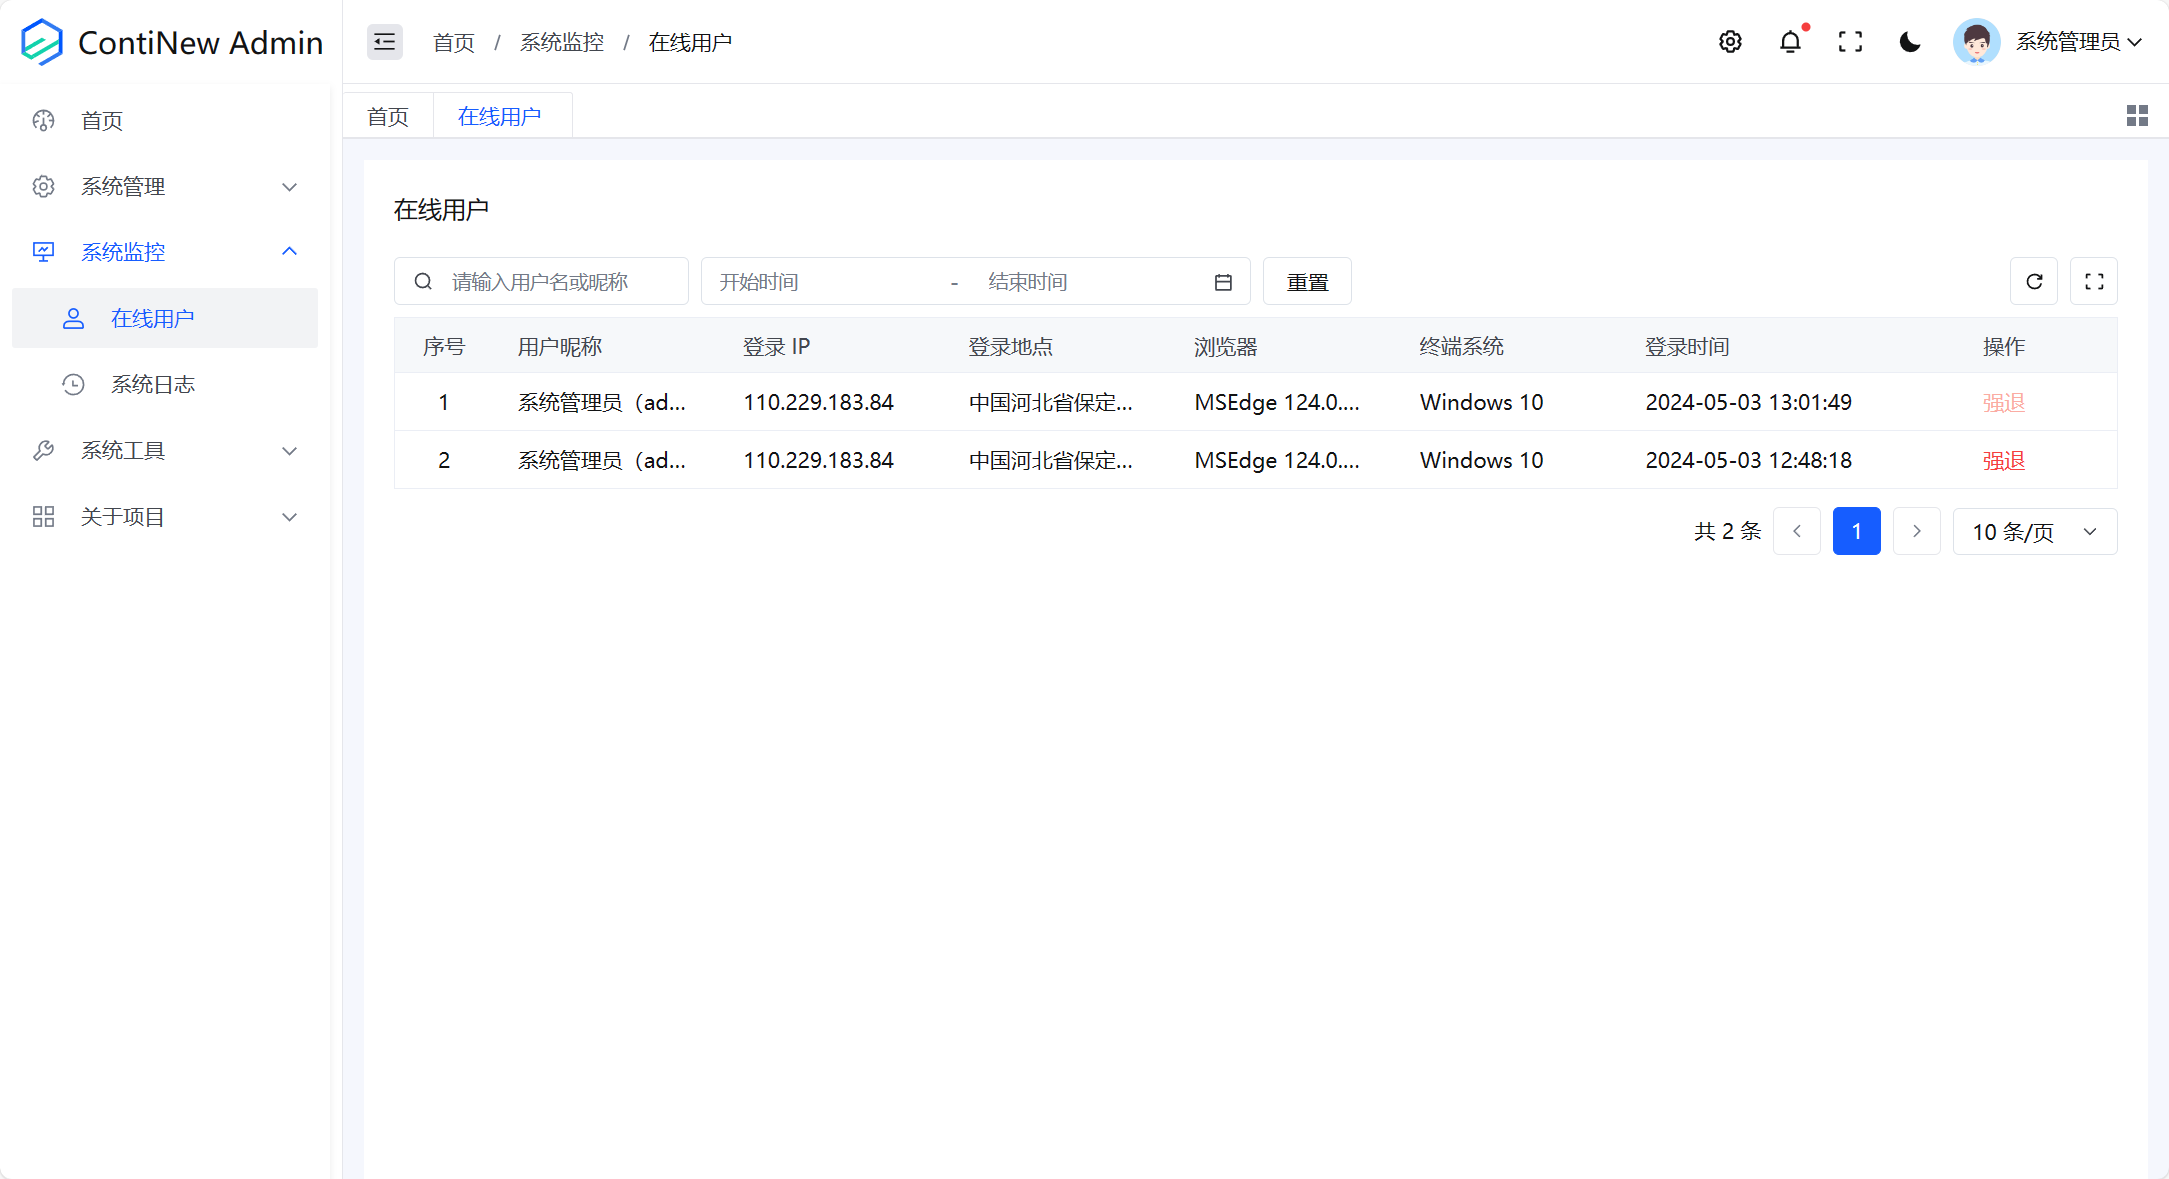 ContiNew Admin
首页 / 系统监控 / 在线用户
系统管理员
首页
系统管理
系统监控
在线用户
系统日志
系统工具
关于项目
首页 在线用户
在线用户
请输入用户名或昵称 开始时间 - 结束时间 重置
序号 用户昵称 登录 IP 登录地点 浏览器 终端系统 登录时间 操作
1 系统管理员（ad... 110.229.183.84 中国河北省保定... MSEdge 124.0.... Windows 10 2024-05-03 13:01:49 强退
2 系统管理员（ad... 110.229.183.84 中国河北省保定... MSEdge 124.0.... Windows 10 2024-05-03 12:48:18 强退
共 2 条 1 10 条/页